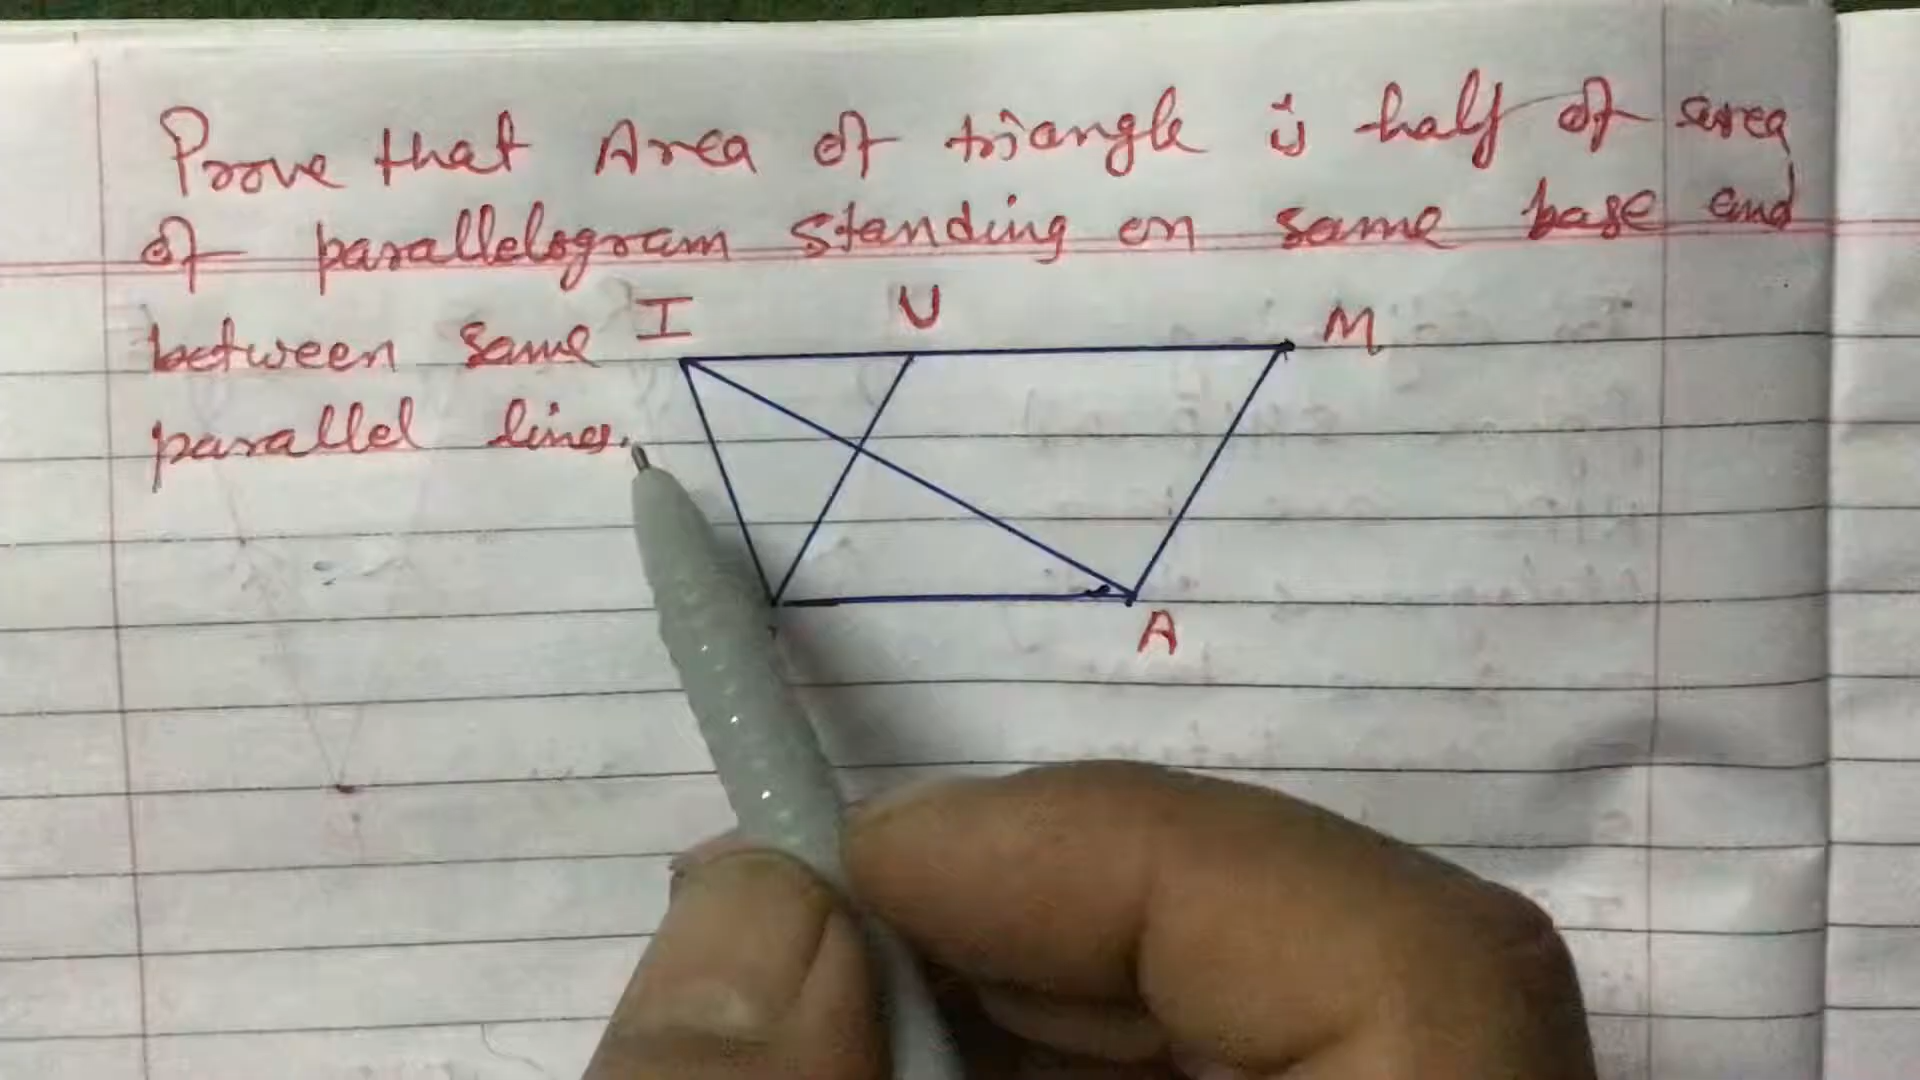 Prove that Area of triangle is half of area
of parallelogram standing on same base and
between same
parallel lines.
I U M
A